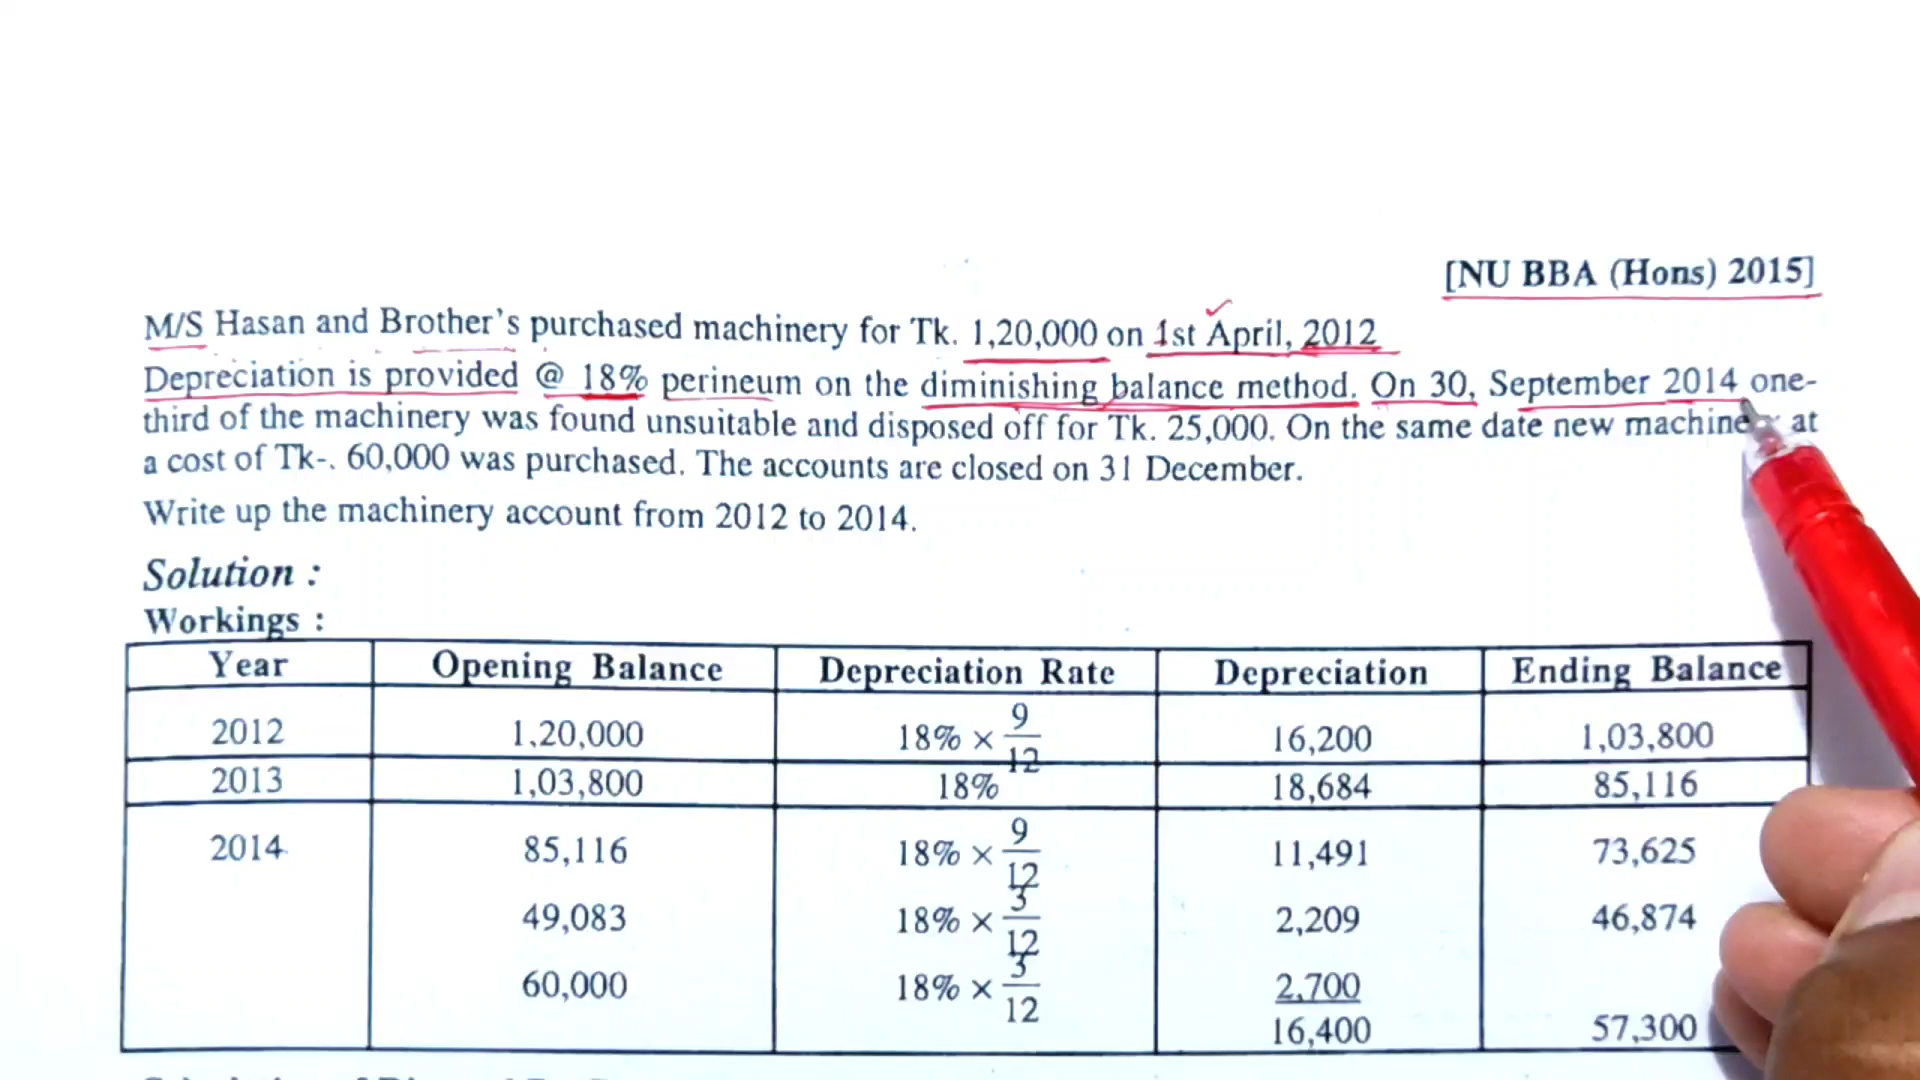 [NU BBA (Hons) 2015]
M/S Hasan and Brother's purchased machinery for Tk. 1,20,000 on 1st April, 2012
Depreciation is provided @ 18% perineum on the diminishing balance method. On 30, September 2014 one-
third of the machinery was found unsuitable and disposed off for Tk. 25,000. On the same date new machinery at
a cost of Tk-. 60,000 was purchased. The accounts are closed on 31 December.
Write up the machinery account from 2012 to 2014.
Solution :
Workings :
Year Opening Balance Depreciation Rate Depreciation Ending Balance
2012 1,20,000 18% × 9/12 16,200 1,03,800
2013 1,03,800 18% 18,684 85,116
2014 85,116 18% × 9/12 11,491 73,625
49,083 18% × 3/12 2,209 46,874
60,000 18% × 3/12 2,700
16,400 57,300